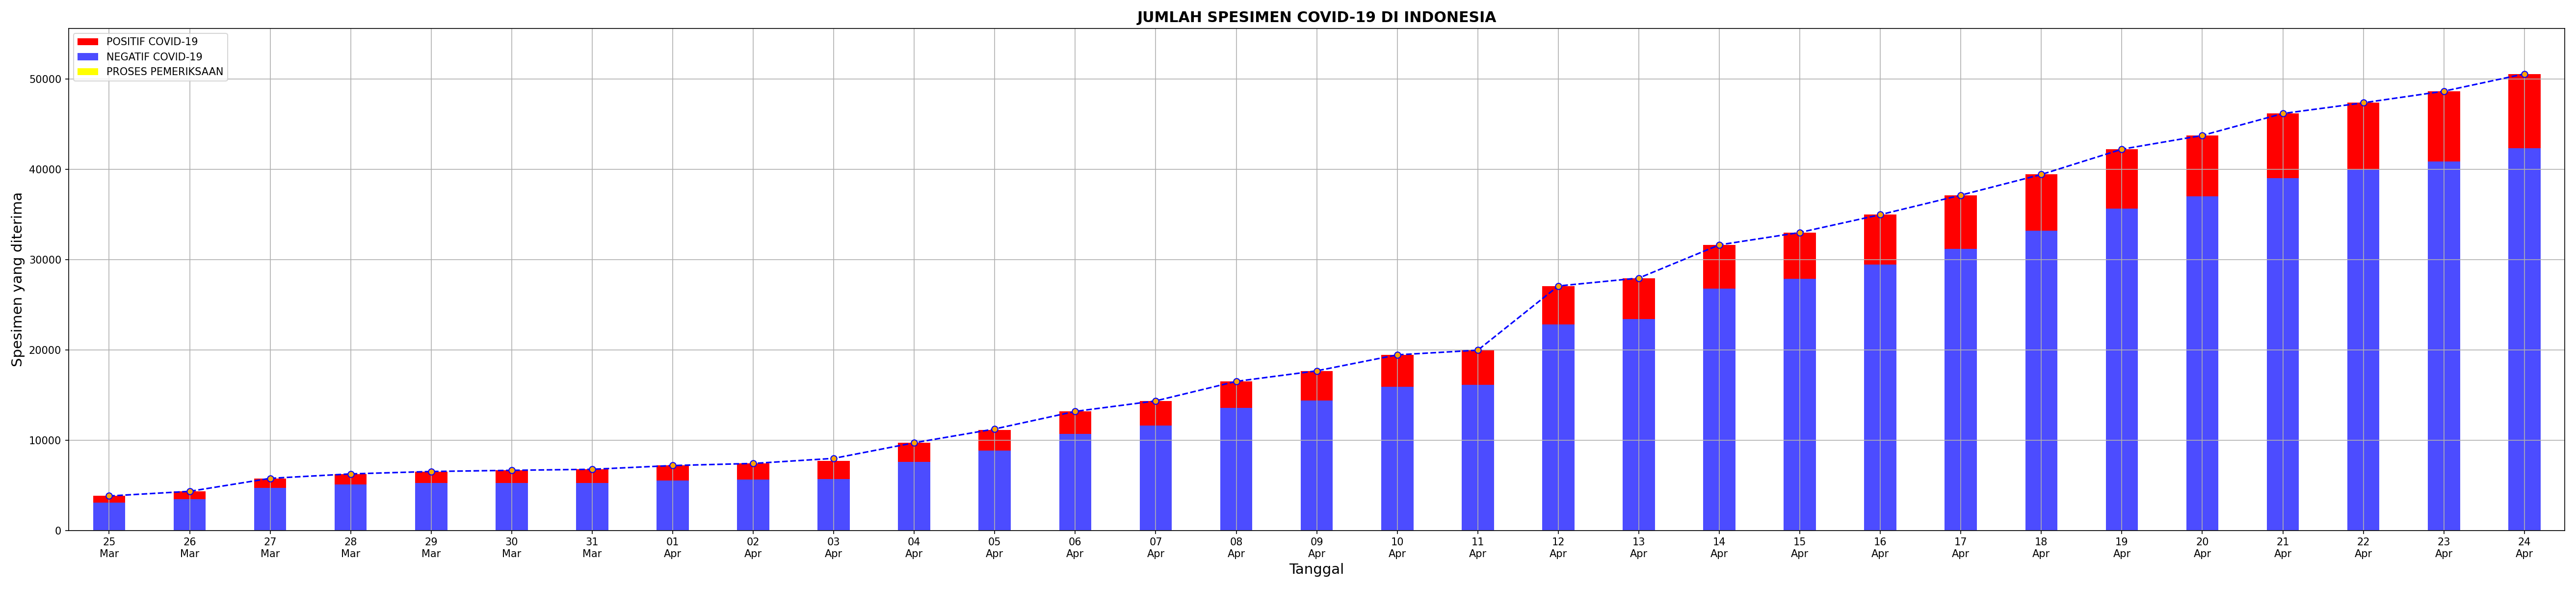 JUMLAH SPESIMEN COVID-19 DI INDONESIA
POSITIF COVID-19
NEGATIF COVID-19
PROSES PEMERIKSAAN
Spesimen yang diterima
50000
40000
30000
20000
10000
0
25 26 27 28 29 30 31 01 02 03 04 05 06 07 08 09 10 11 12 13 14 15 16 17 18 19 20 21 22 23 24
Mar Mar Mar Mar Mar Mar Mar Apr Apr Apr Apr Apr Apr Apr Apr Apr Apr Apr Apr Apr Apr Apr Apr Apr Apr Apr Apr Apr Apr Apr Apr
Tanggal